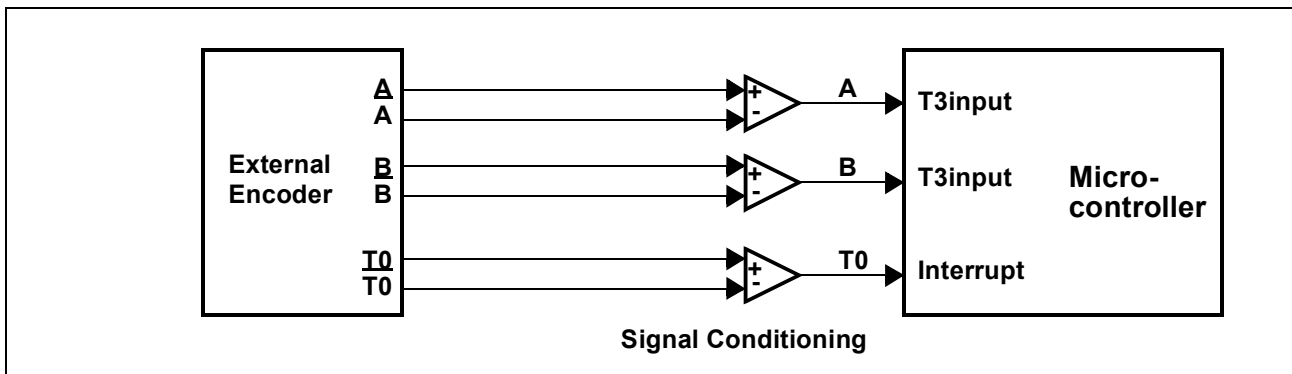 A
A
B
B
T0
T0
External
Encoder
+
-
A
+
-
B
+
-
T0
Signal Conditioning
T3input
T3input
Interrupt
Micro-
controller